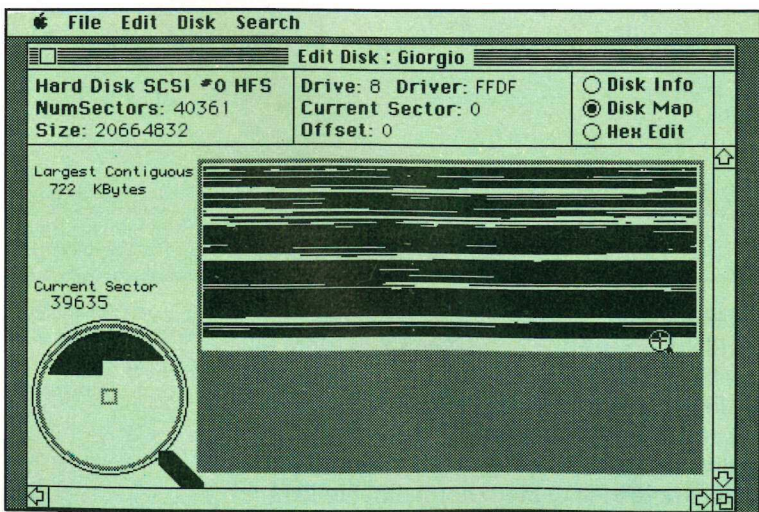 File Edit Disk Search
Edit Disk : Giorgio
Hard Disk SCSI #0 HFS
NumSectors: 40361
Size: 20664832
Drive: 8 Driver: FFDF
Current Sector: 0
Offset: 0
Disk Info
Disk Map
Hex Edit
Largest Contiguous
722 KBytes
Current Sector
39635